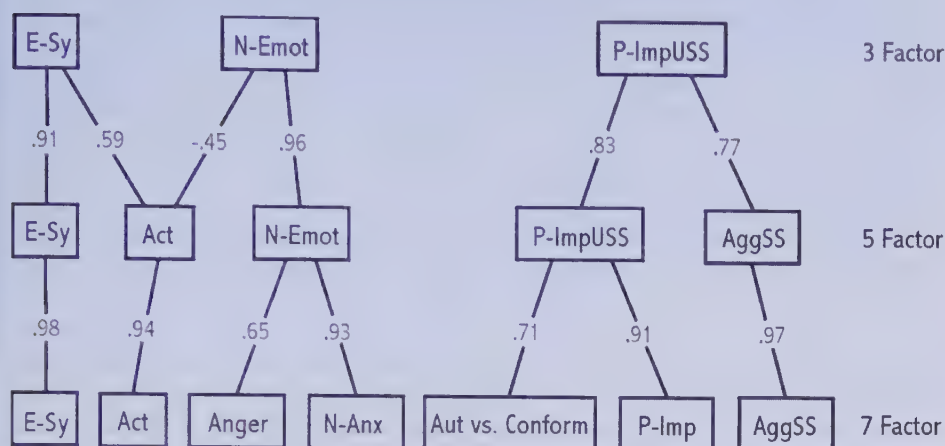 E-Sy N-Emot P-ImpUSS 3 Factor
.91 .59 -.45 .96 .83 .77
E-Sy Act N-Emot P-ImpUSS AggSS 5 Factor
.98 .94 .65 .93 .71 .91 .97
E-Sy Act Anger N-Anx Aut vs. Conform P-Imp AggSS 7 Factor